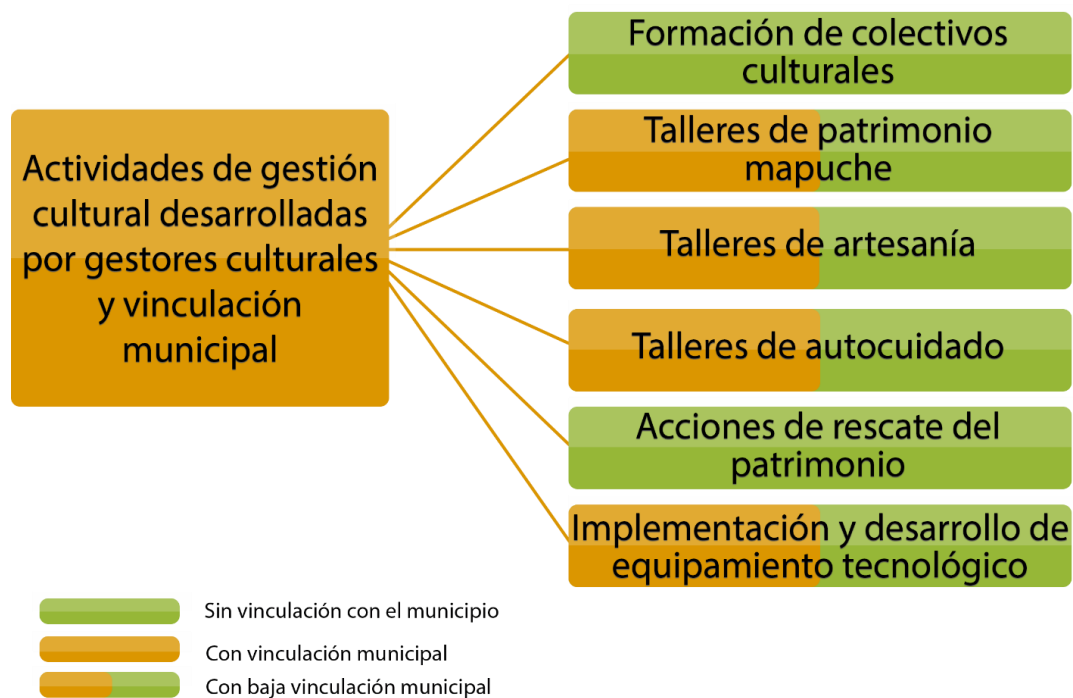 Actividades de gestión
cultural desarrolladas
por gestores culturales
y vinculación
municipal
Formación de colectivos
culturales
Talleres de patrimonio
mapuche
Talleres de artesanía
Talleres de autocuidado
Acciones de rescate del
patrimonio
Implementación y desarrollo de
equipamiento tecnológico
Sin vinculación con el municipio
Con vinculación municipal
Con baja vinculación municipal